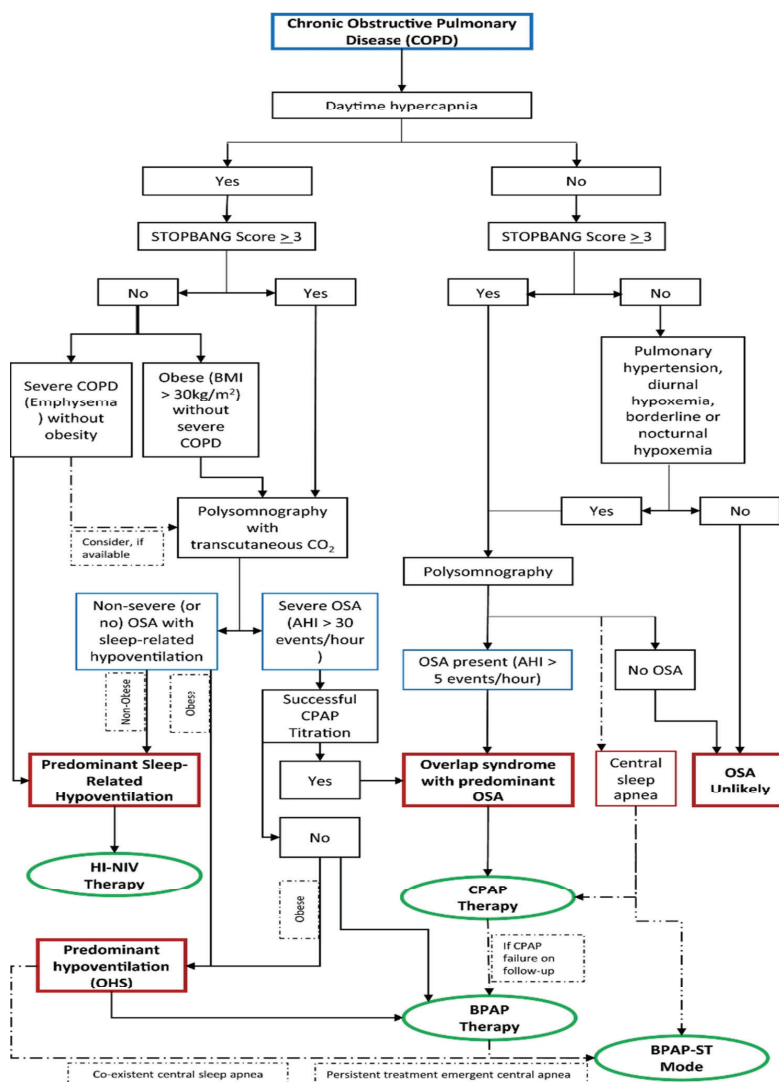 Chronic Obstructive Pulmonary
Disease (COPD)
Daytime hypercapnia
Yes
No
STOPBANG Score ≥ 3
STOPBANG Score ≥ 3
No
Yes
Yes
No
Severe COPD
(Emphysema
) without
obesity
Obese (BMI
> 30kg/m²)
without
severe
COPD
Pulmonary
hypertension,
diurnal
hypoxemia,
borderline or
nocturnal
hypoxemia
Consider, if
available
Polysomnography
with
transcutaneous CO₂
Yes
No
Polysomnography
Non-severe (or
no) OSA with
sleep-related
hypoventilation
Severe OSA
(AHI > 30
events/hour
)
OSA present (AHI >
5 events/hour)
No OSA
Non-Obese
Obese
Successful
CPAP
Titration
Predominant Sleep-
Related
Hypoventilation
Yes
Overlap syndrome
with predominant
OSA
Central
sleep
apnea
OSA
Unlikely
No
HI-NIV
Therapy
CPAP
Therapy
Obese
If CPAP
failure on
follow-up
Predominant
hypoventilation
(OHS)
BPAP
Therapy
BPAP-ST
Mode
Co-existent central sleep apnea
Persistent treatment emergent central apnea